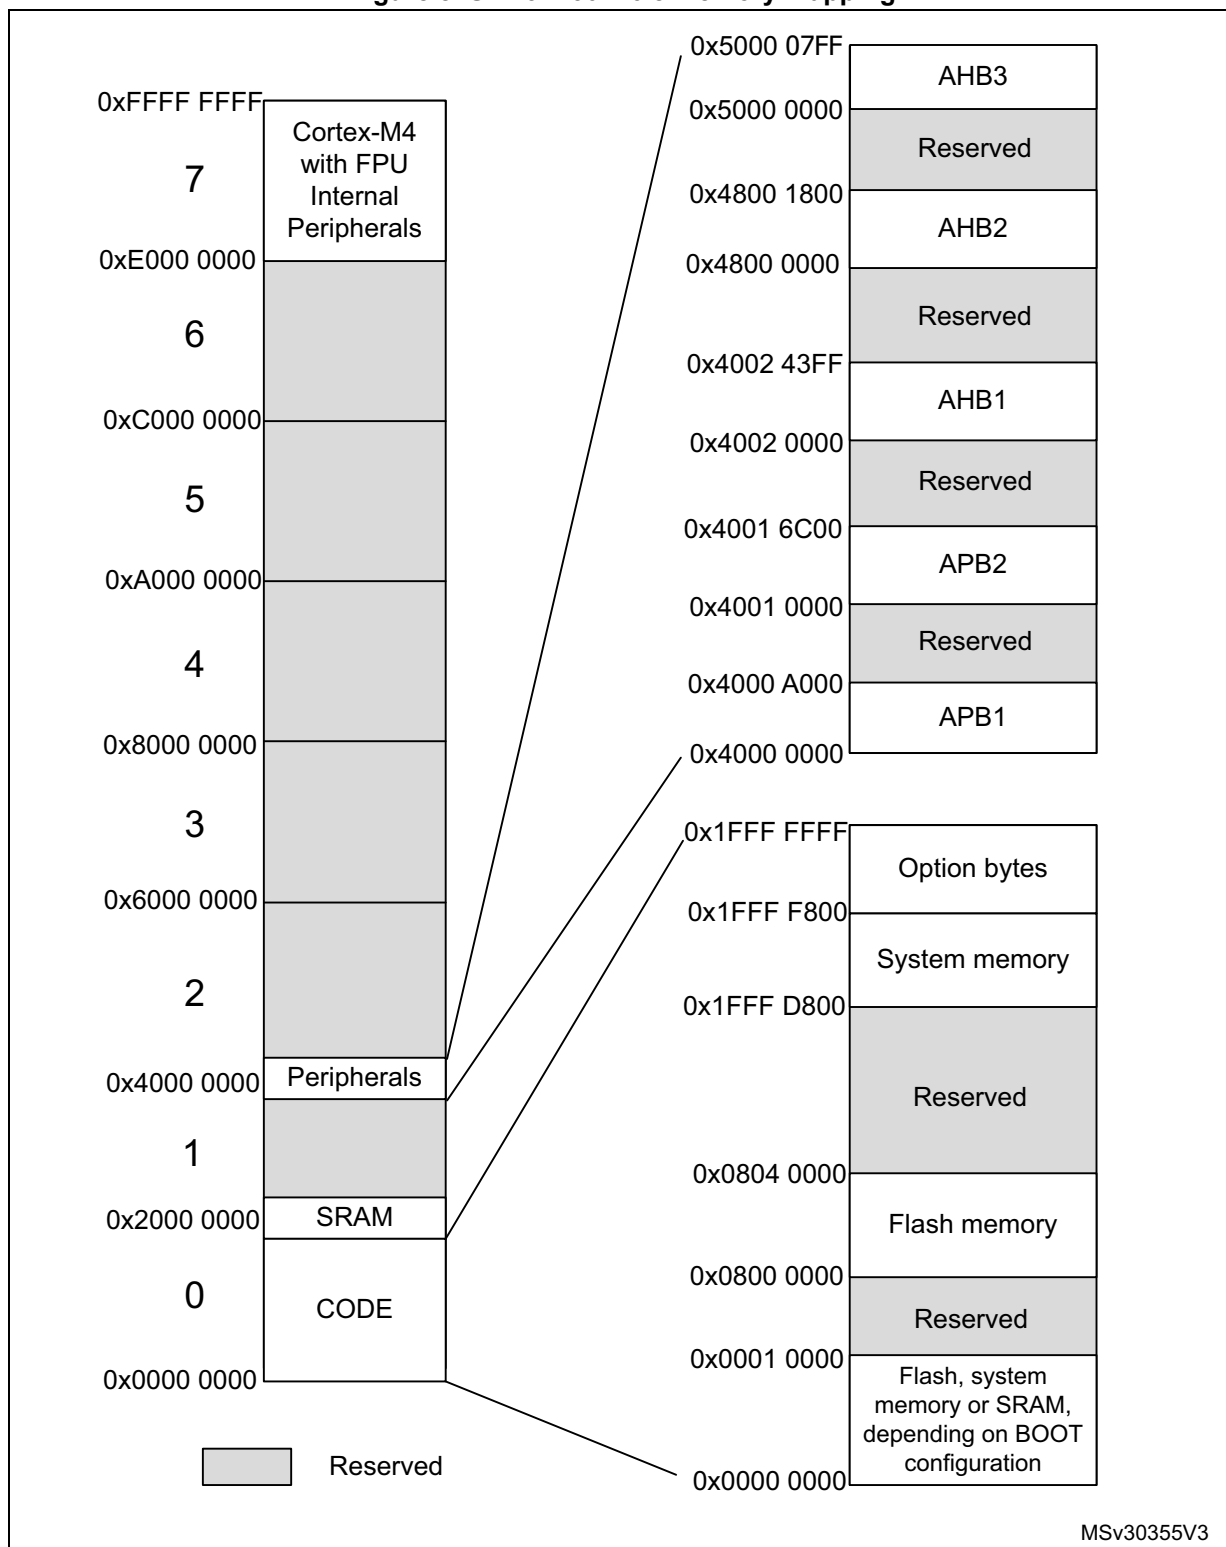 0xFFFF FFFF
Cortex-M4
with FPU
Internal
Peripherals
7
0xE000 0000
6
0xC000 0000
5
0xA000 0000
4
0x8000 0000
3
0x6000 0000
2
0x4000 0000
Peripherals
1
0x2000 0000
SRAM
0
CODE
0x0000 0000
Reserved
0x5000 07FF
AHB3
0x5000 0000
Reserved
0x4800 1800
AHB2
0x4800 0000
Reserved
0x4002 43FF
AHB1
0x4002 0000
Reserved
0x4001 6C00
APB2
0x4001 0000
Reserved
0x4000 A000
APB1
0x4000 0000
0x1FFF FFFF
Option bytes
0x1FFF F800
System memory
0x1FFF D800
Reserved
0x0804 0000
Flash memory
0x0800 0000
Reserved
0x0001 0000
Flash, system
memory or SRAM,
depending on BOOT
configuration
0x0000 0000
MSv30355V3